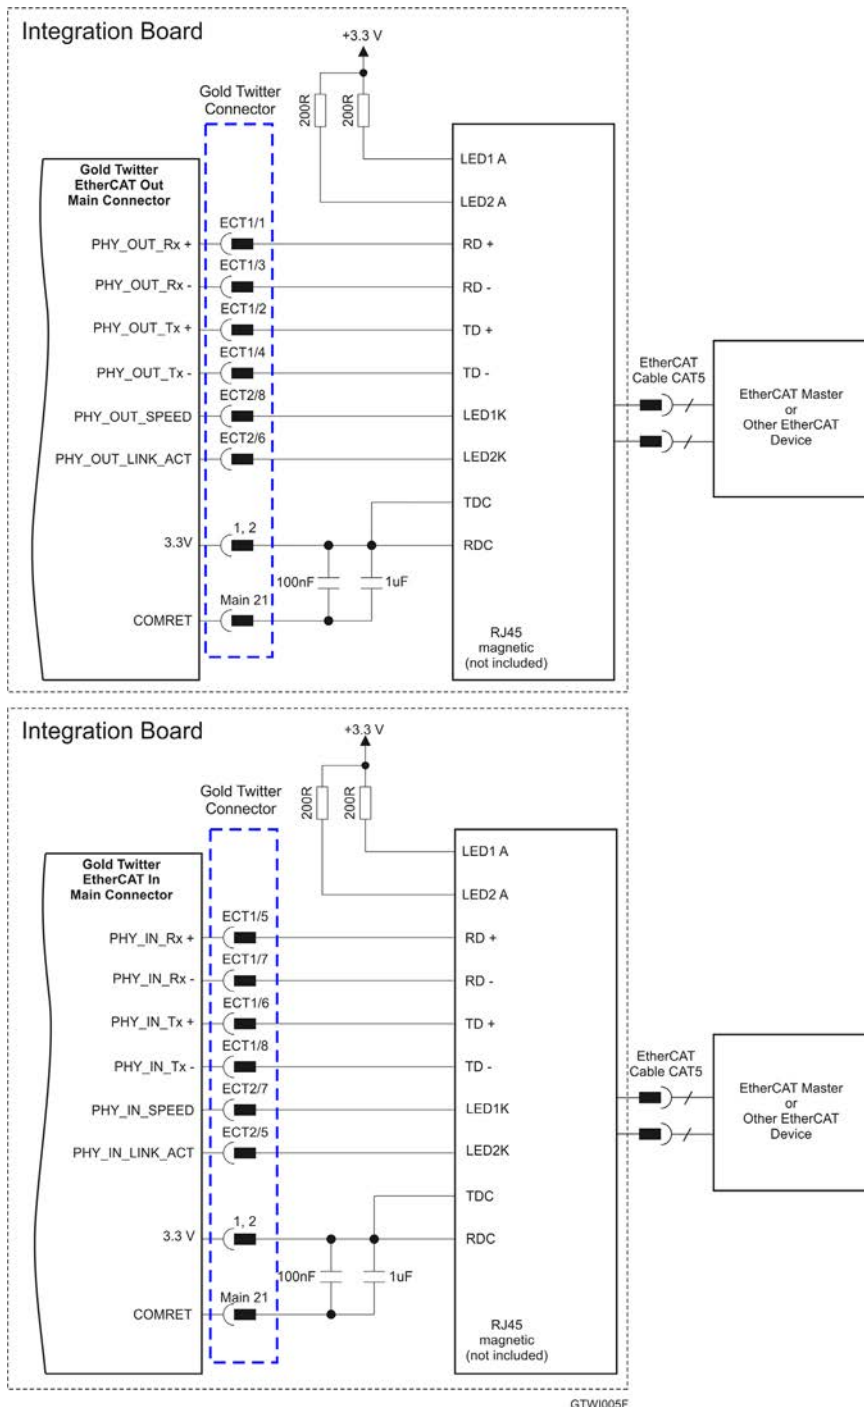 Integration Board
+3.3 V
Gold Twitter
Connector
200R
200R
Gold Twitter
EtherCAT Out
Main Connector
LED1 A
LED2 A
ECT1/1
PHY_OUT_Rx +
RD +
ECT1/3
PHY_OUT_Rx -
RD -
ECT1/2
PHY_OUT_Tx +
TD +
ECT1/4
PHY_OUT_Tx -
TD -
ECT2/8
PHY_OUT_SPEED
LED1K
ECT2/6
PHY_OUT_LINK_ACT
LED2K
TDC
1, 2
3.3V
RDC
100nF
1uF
Main 21
COMRET
RJ45
magnetic
(not included)
EtherCAT
Cable CAT5
EtherCAT Master
or
Other EtherCAT
Device
Integration Board
+3.3 V
Gold Twitter
Connector
200R
200R
Gold Twitter
EtherCAT In
Main Connector
LED1 A
LED2 A
ECT1/5
PHY_IN_Rx +
RD +
ECT1/7
PHY_IN_Rx -
RD -
ECT1/6
PHY_IN_Tx +
TD +
ECT1/8
PHY_IN_Tx -
TD -
ECT2/7
PHY_IN_SPEED
LED1K
ECT2/5
PHY_IN_LINK_ACT
LED2K
TDC
1, 2
3.3 V
RDC
100nF
1uF
Main 21
COMRET
RJ45
magnetic
(not included)
EtherCAT
Cable CAT5
EtherCAT Master
or
Other EtherCAT
Device